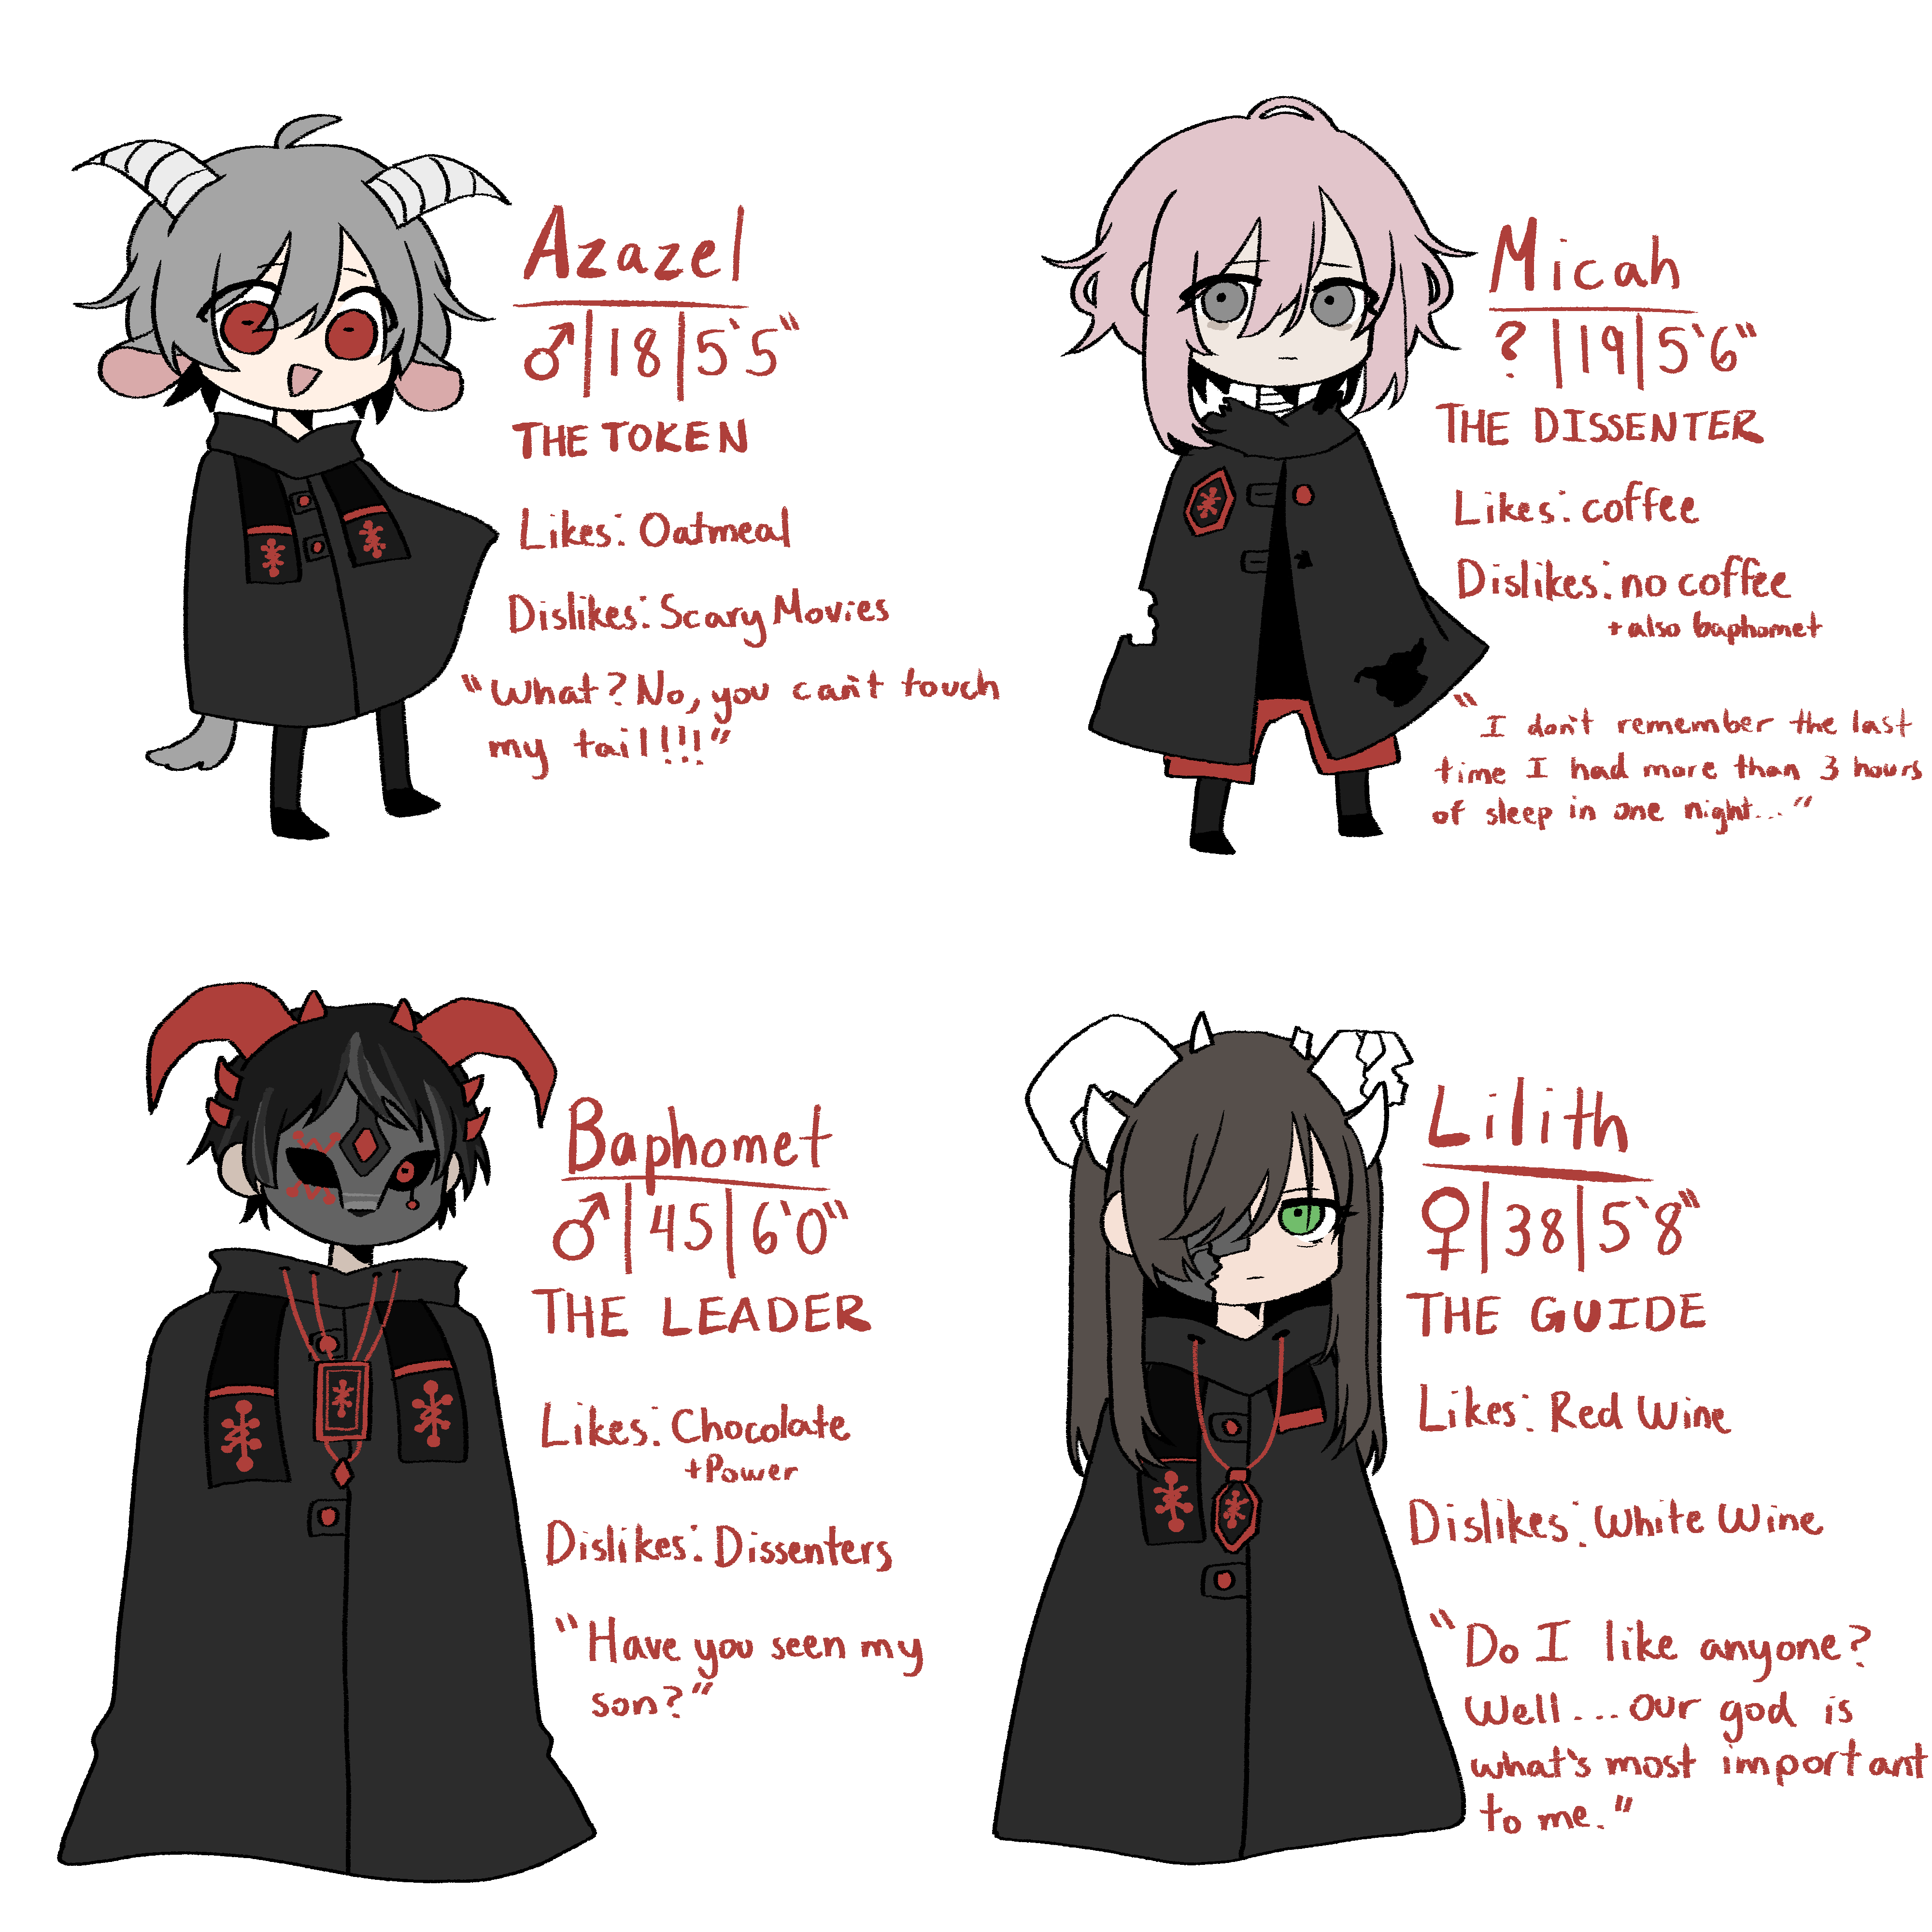 Azazel
♂|18|5'5"
THE TOKEN
Likes: Oatmeal
Dislikes: Scary Movies
"What? No, you can't touch
my tail!!!"
Micah
?|19|5'6"
THE DISSENTER
Likes: coffee
Dislikes: no coffee
+also baphomet
"I don't remember the last
time I had more than 3 hours
of sleep in one night..."
Baphomet
♂|45|6'0"
THE LEADER
Likes: Chocolate
+Power
Dislikes: Dissenters
"Have you seen my
son?"
Lilith
♀|38|5'8"
THE GUIDE
Likes: Red Wine
Dislikes: White Wine
"Do I like anyone?
Well... our god is
what's most important
to me."